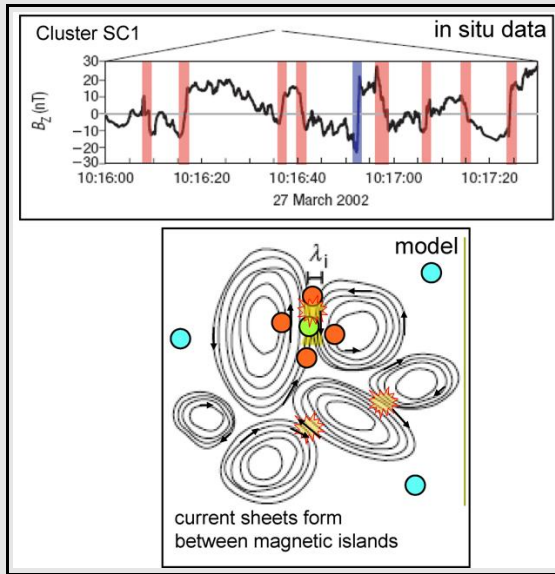 Cluster SC1
in situ data
30
20
10
0
−10
−20
−30
B_Z (nT)
10:16:00 10:16:20 10:16:40 10:17:00 10:17:20
27 March 2002
model
λi
current sheets form
between magnetic islands